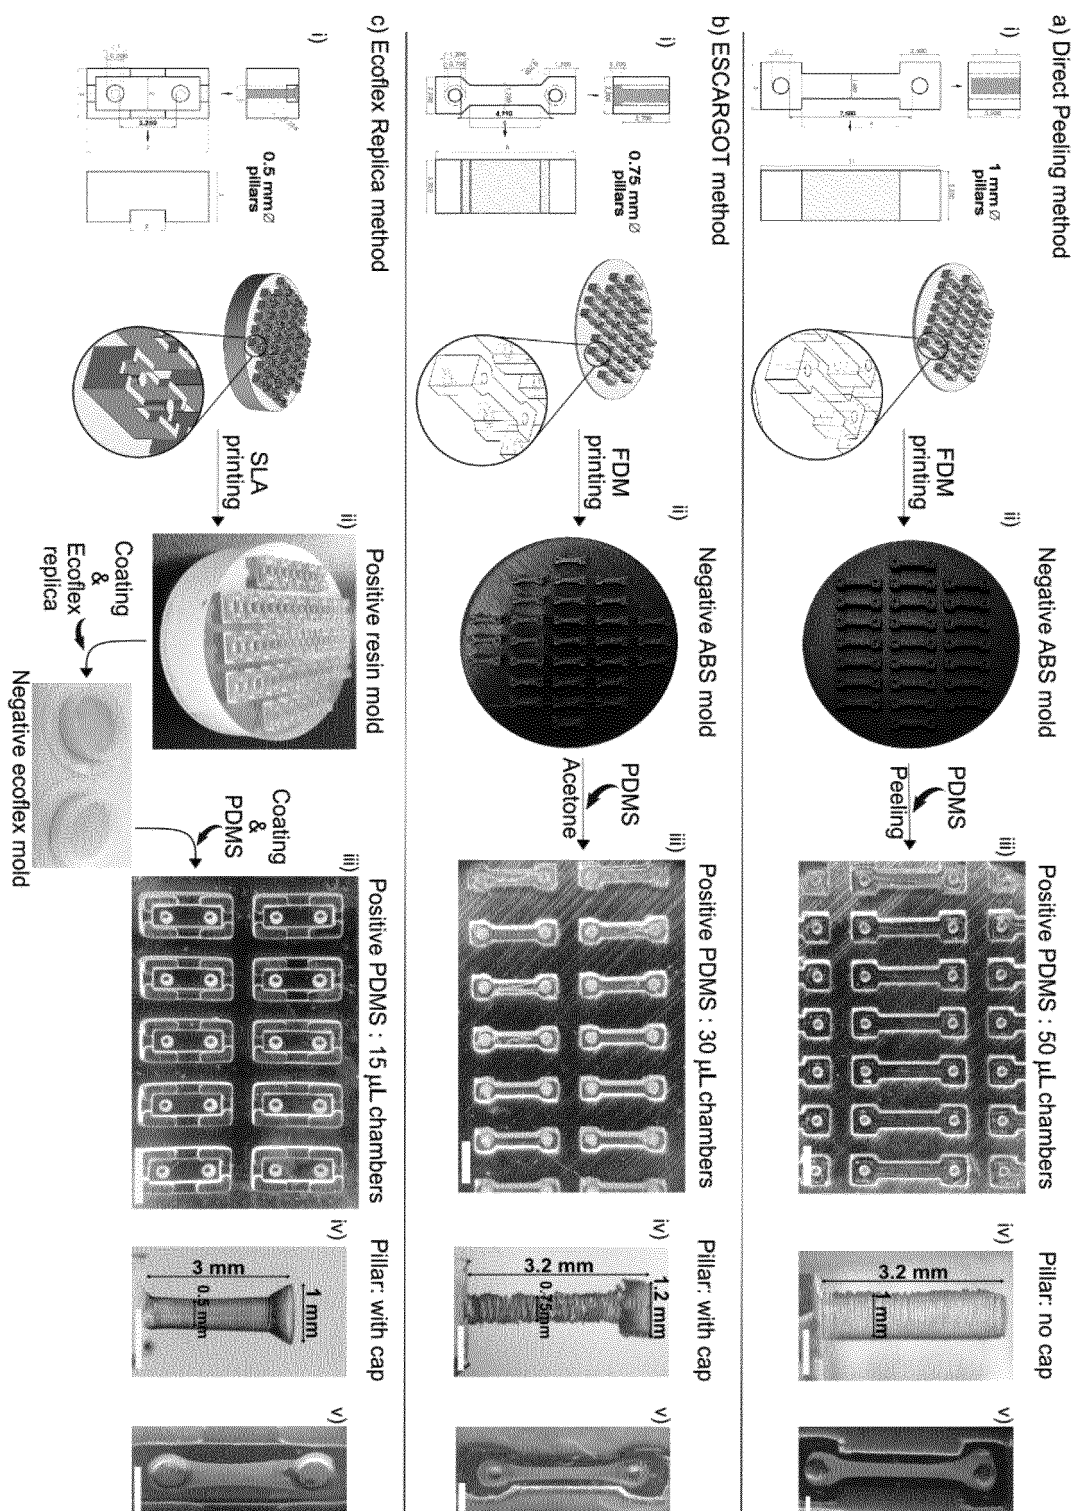 a) Direct Peeling method
i)
1 mm Ø
pillars
FDM
printing
ii)
Negative ABS mold
PDMS
Peeling
iii)
Positive PDMS : 50 µL chambers
iv)
Pillar: no cap
3.2 mm
1 mm
v)
b) ESCARGOT method
i)
0.75 mm Ø
pillars
FDM
printing
ii)
Negative ABS mold
PDMS
Acetone
iii)
Positive PDMS : 30 µL chambers
iv)
Pillar: with cap
3.2 mm
0.75mm
1.2 mm
v)
c) Ecoflex Replica method
i)
0.5 mm Ø
pillars
SLA
printing
ii)
Positive resin mold
Coating
&
Ecoflex
replica
Negative ecoflex mold
Coating
&
PDMS
iii)
Positive PDMS : 15 µL chambers
iv)
Pillar: with cap
3 mm
0.5 mm
1 mm
v)